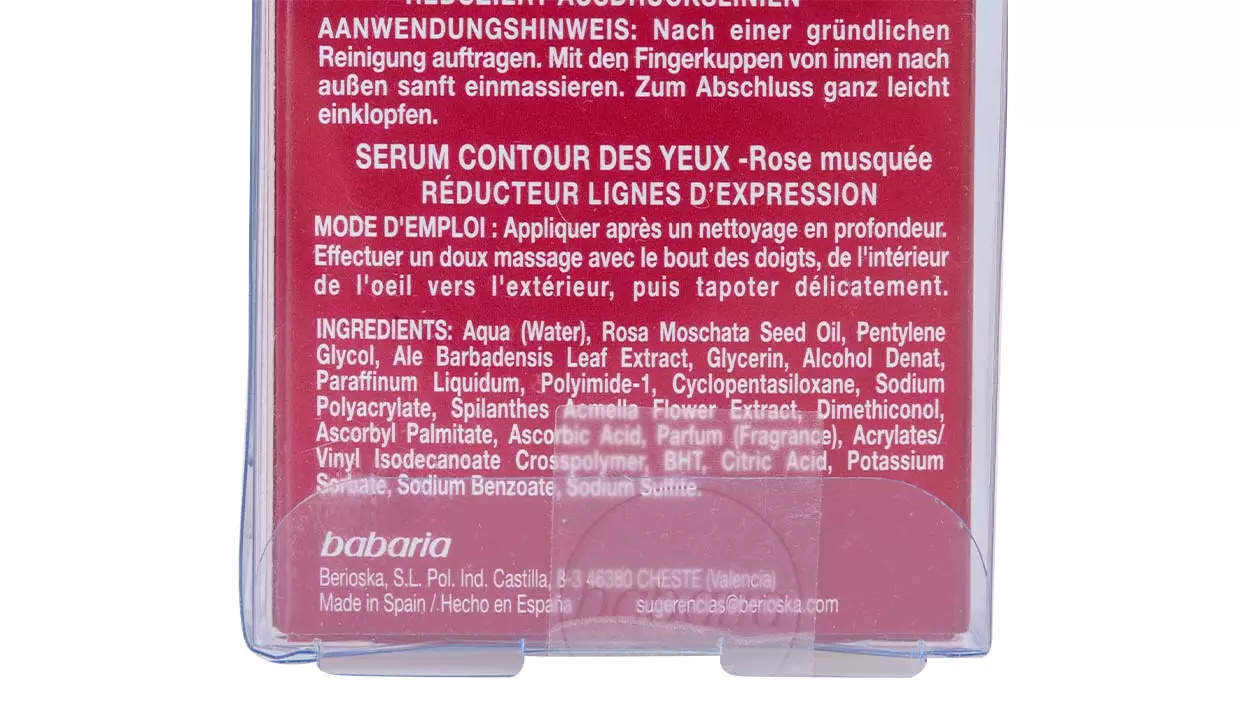 REDUZIERT AUSDRUCKSLINIEN
AANWENDUNGSHINWEIS: Nach einer gründlichen
Reinigung auftragen. Mit den Fingerkuppen von innen nach
außen sanft einmassieren. Zum Abschluss ganz leicht
einklopfen.
SERUM CONTOUR DES YEUX -Rose musquée
RÉDUCTEUR LIGNES D'EXPRESSION
MODE D'EMPLOI : Appliquer après un nettoyage en profondeur.
Effectuer un doux massage avec le bout des doigts, de l'intérieur
de l'oeil vers l'extérieur, puis tapoter délicatement.
INGREDIENTS: Aqua (Water), Rosa Moschata Seed Oil, Pentylene
Glycol, Ale Barbadensis Leaf Extract, Glycerin, Alcohol Denat,
Paraffinum Liquidum, Polyimide-1, Cyclopentasiloxane, Sodium
Polyacrylate, Spilanthes Acmella Flower Extract, Dimethiconol,
Ascorbyl Palmitate, Ascorbic Acid, Parfum (Fragrance), Acrylates/
Vinyl Isodecanoate Crosspolymer, BHT, Citric Acid, Potassium
Sorbate, Sodium Benzoate, Sodium Sulfite.
babaria
Berioska, S.L. Pol. Ind. Castilla, 8-3 46380 CHESTE (Valencia)
Made in Spain / Hecho en España sugerencias@berioska.com
babaria